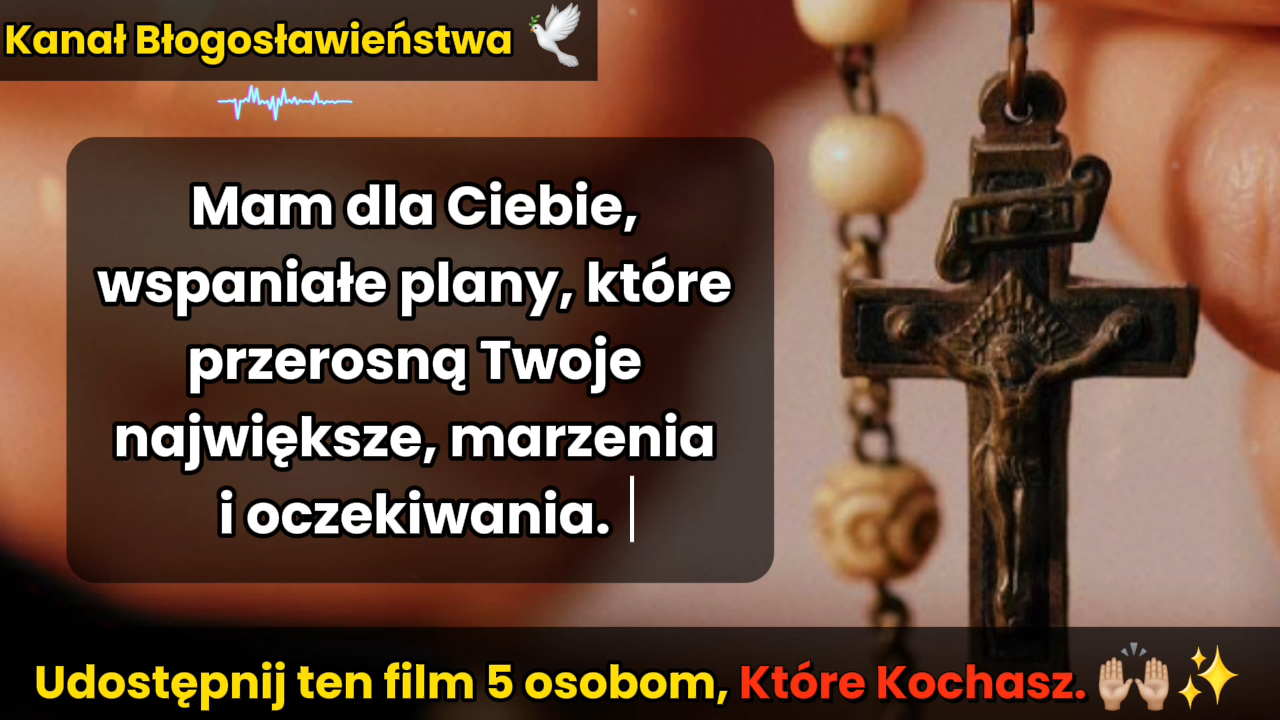 Kanał Błogosławieństwa 🕊️
Mam dla Ciebie,
wspaniałe plany, które
przerosną Twoje
największe, marzenia
i oczekiwania.
Udostępnij ten film 5 osobom, Które Kochasz. 🙌🏼✨